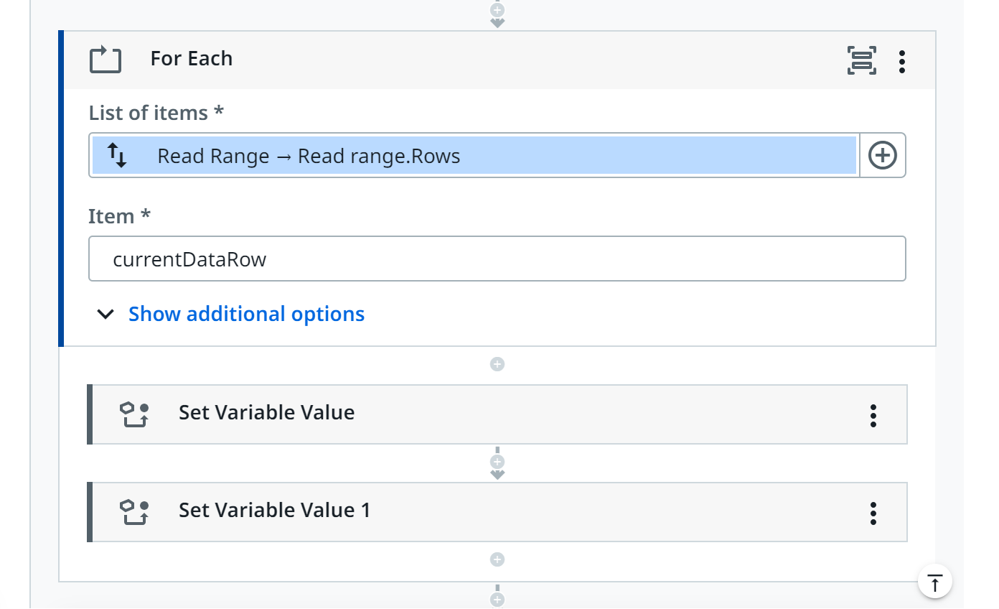 For Each
List of items *
Read Range → Read range.Rows
Item *
currentDataRow
Show additional options
Set Variable Value
Set Variable Value 1